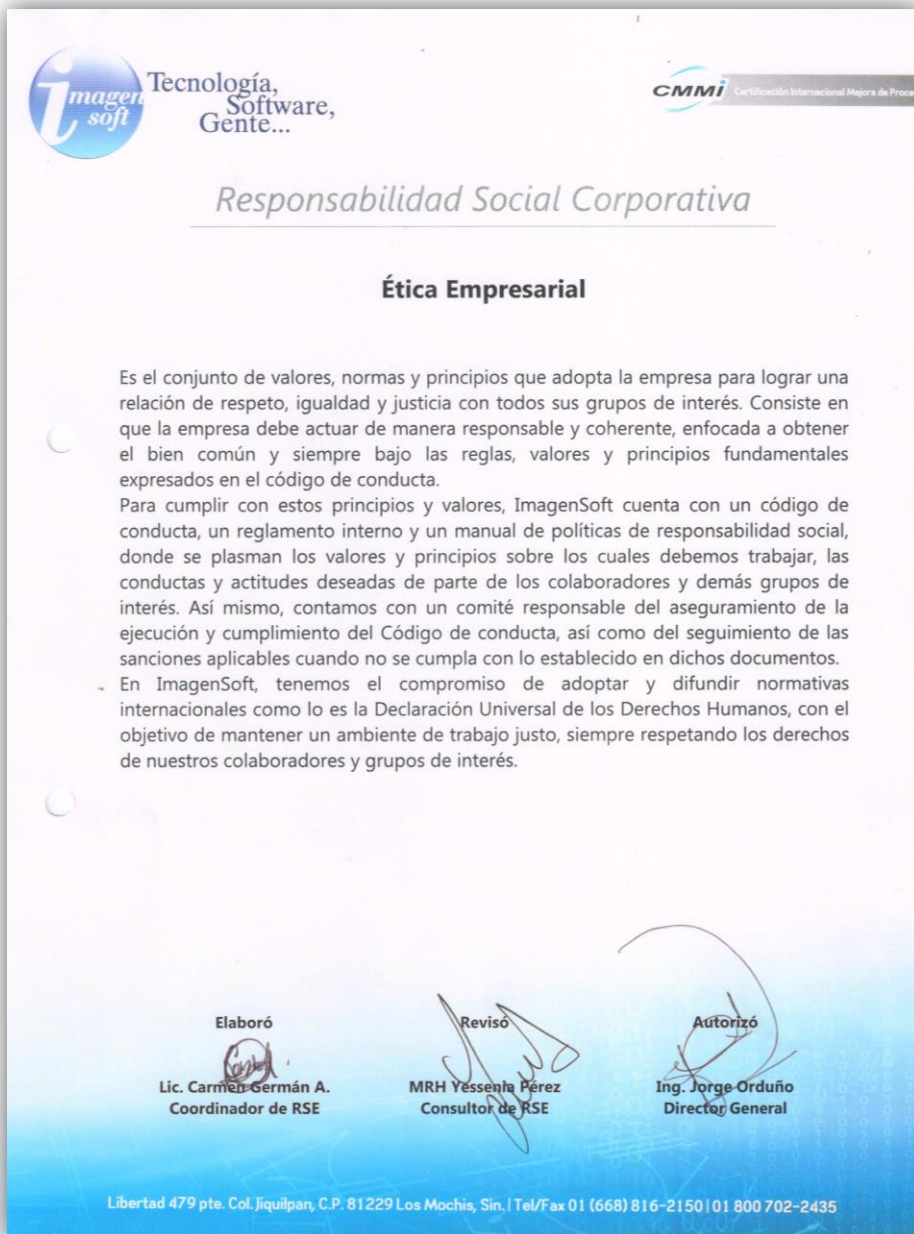 imagen
soft
Tecnología,
Software,
Gente...
CMMI Certificación Internacional Mejora de Proce
Responsabilidad Social Corporativa
Ética Empresarial
Es el conjunto de valores, normas y principios que adopta la empresa para lograr una
relación de respeto, igualdad y justicia con todos sus grupos de interés. Consiste en
que la empresa debe actuar de manera responsable y coherente, enfocada a obtener
el bien común y siempre bajo las reglas, valores y principios fundamentales
expresados en el código de conducta.
Para cumplir con estos principios y valores, ImagenSoft cuenta con un código de
conducta, un reglamento interno y un manual de políticas de responsabilidad social,
donde se plasman los valores y principios sobre los cuales debemos trabajar, las
conductas y actitudes deseadas de parte de los colaboradores y demás grupos de
interés. Así mismo, contamos con un comité responsable del aseguramiento de la
ejecución y cumplimiento del Código de conducta, así como del seguimiento de las
sanciones aplicables cuando no se cumpla con lo establecido en dichos documentos.
En ImagenSoft, tenemos el compromiso de adoptar y difundir normativas
internacionales como lo es la Declaración Universal de los Derechos Humanos, con el
objetivo de mantener un ambiente de trabajo justo, siempre respetando los derechos
de nuestros colaboradores y grupos de interés.
Elaboró Revisó Autorizó
Lic. Carmen Germán A. MRH Yessenia Pérez Ing. Jorge Orduño
Coordinador de RSE Consultor de RSE Director General
Libertad 479 pte. Col. Jiquilpan, C.P. 81229 Los Mochis, Sin. | Tel/Fax 01 (668) 816-2150 | 01 800 702-2435